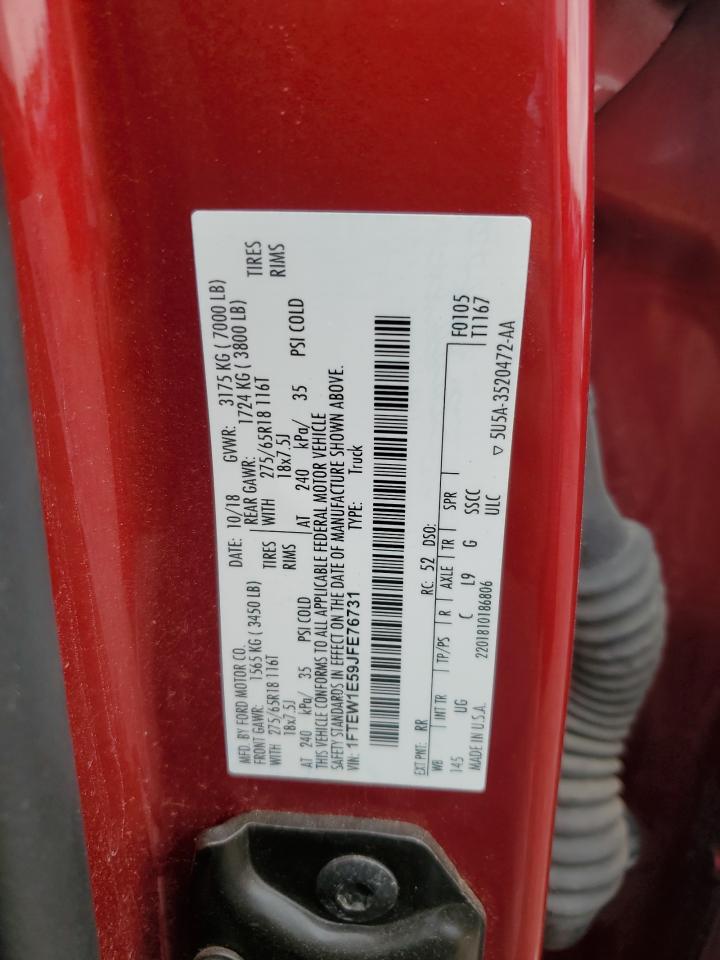 MFD. BY FORD MOTOR CO. DATE: 10/18 GVWR: 3175 KG ( 7000 LB)
FRONT GAWR: 1565 KG ( 3450 LB) REAR GAWR: 1724 KG ( 3800 LB)
WITH 275/65R18 116T TIRES WITH 275/65R18 116T TIRES
18x7.5J RIMS 18x7.5J RIMS
AT 240 kPa/ 35 PSI COLD AT 240 kPa/ 35 PSI COLD
THIS VEHICLE CONFORMS TO ALL APPLICABLE FEDERAL MOTOR VEHICLE
SAFETY STANDARDS IN EFFECT ON THE DATE OF MANUFACTURE SHOWN ABOVE.
VIN: 1FTEW1E59JFE76731 TYPE: Truck
EXT PNT: RR RC: 52 DSO: F0105
WB INT TR TP/PS R AXLE TR SPR T1167
145 UG C L9 G SSCC
MADE IN U.S.A. 2201810186806 ULC ▽ 5U5A-3520472-AA